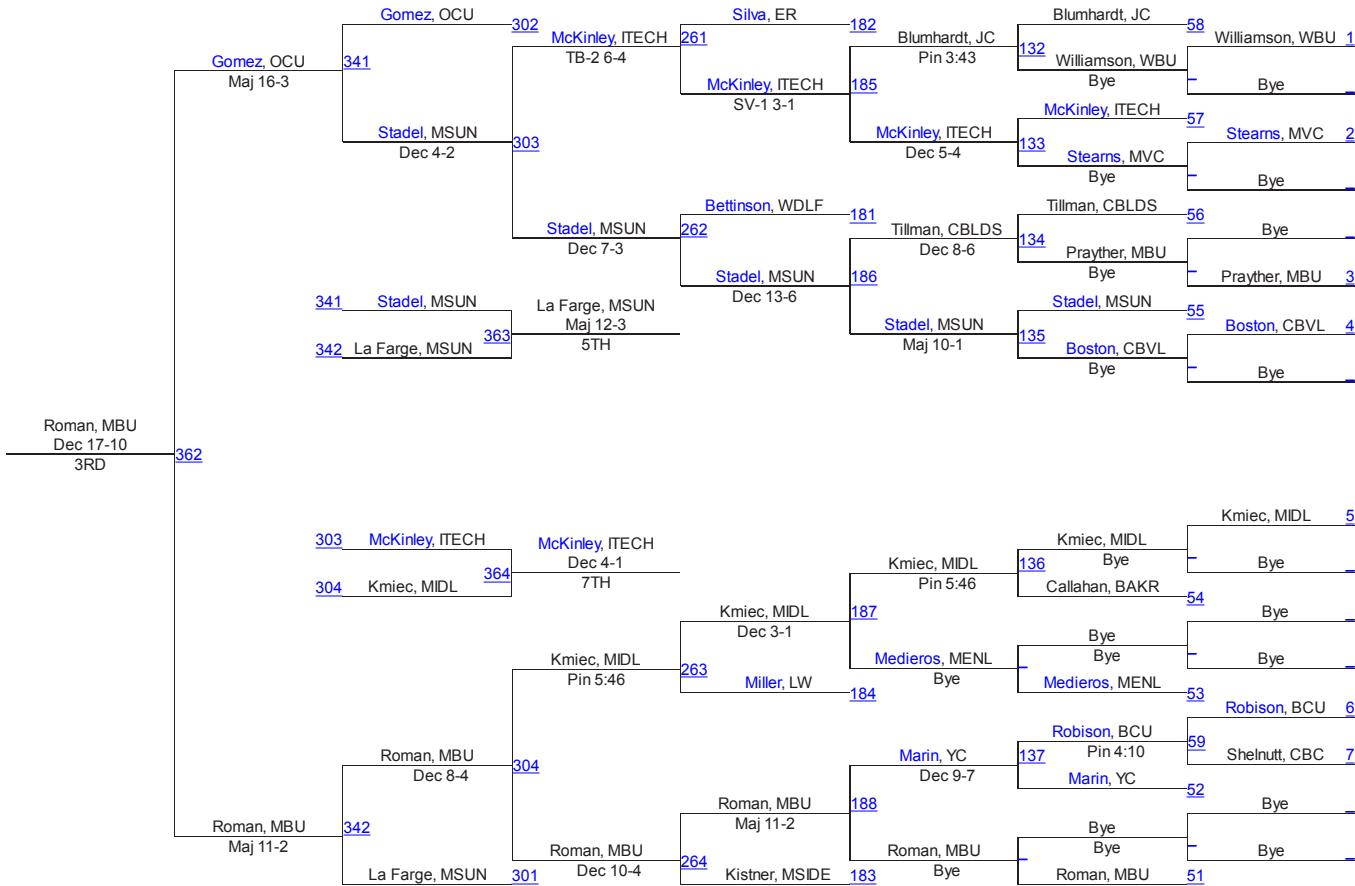 Gomez, OCU
302
Silva, ER
182
Blumhardt, JC
58
McKinley, ITECH
261
TB-2 6-4
Blumhardt, JC
132
Pin 3:43
Williamson, WBU
1
Gomez, OCU
341
Maj 16-3
Williamson, WBU
Bye
–
Bye
–
McKinley, ITECH
185
SV-1 3-1
McKinley, ITECH
57
Stadel, MSUN
303
Dec 4-2
McKinley, ITECH
133
Dec 5-4
Stearns, MVC
2
Stearns, MVC
Bye
–
Bye
–
Bettinson, WDLF
181
Tillman, CBLDS
56
Stadel, MSUN
262
Dec 7-3
Tillman, CBLDS
134
Dec 8-6
Bye
–
Prayther, MBU
Bye
–
Prayther, MBU
3
Stadel, MSUN
186
Dec 13-6
341
Stadel, MSUN
La Farge, MSUN
Maj 12-3
5TH
363
342
La Farge, MSUN
Stadel, MSUN
55
Stadel, MSUN
135
Maj 10-1
Boston, CBVL
4
Boston, CBVL
Bye
–
Bye
–
Roman, MBU
Dec 17-10
3RD
362
Kmiec, MIDL
5
303
McKinley, ITECH
McKinley, ITECH
Dec 4-1
7TH
364
304
Kmiec, MIDL
Kmiec, MIDL
Bye
–
Bye
–
Kmiec, MIDL
136
Pin 5:46
Callahan, BAKR
54
Kmiec, MIDL
187
Dec 3-1
Bye
–
Bye
Bye
–
Bye
–
Kmiec, MIDL
263
Pin 5:46
Medieros, MENL
Bye
–
Medieros, MENL
53
Miller, LW
184
Robison, BCU
6
Robison, BCU
59
Pin 4:10
Shelnutt, CBC
7
Roman, MBU
304
Dec 8-4
Marin, YC
137
Dec 9-7
Marin, YC
52
Roman, MBU
188
Maj 11-2
Bye
–
Roman, MBU
342
Maj 11-2
Bye
Bye
–
Bye
–
Roman, MBU
264
Dec 10-4
Roman, MBU
Bye
–
La Farge, MSUN
301
Kistner, MSIDE
183
Roman, MBU
51